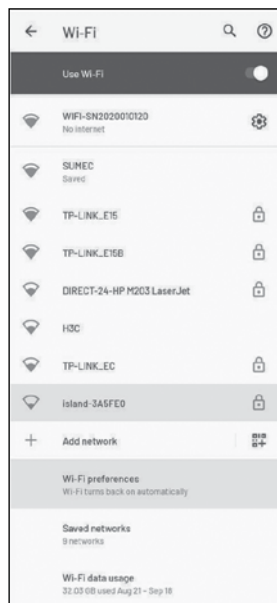 Wi-Fi
Use Wi-Fi
WIFI-SN2020010120
No internet
SUMEC
Saved
TP-LINK_E15
TP-LINK_E15B
DIRECT-24-HP M203 LaserJet
H3C
TP-LINK_EC
island-3A5FE0
Add network
Wi-Fi preferences
Wi-Fi turns back on automatically
Saved networks
9 networks
Wi-Fi data usage
32.03 GB used Aug 21 – Sep 18